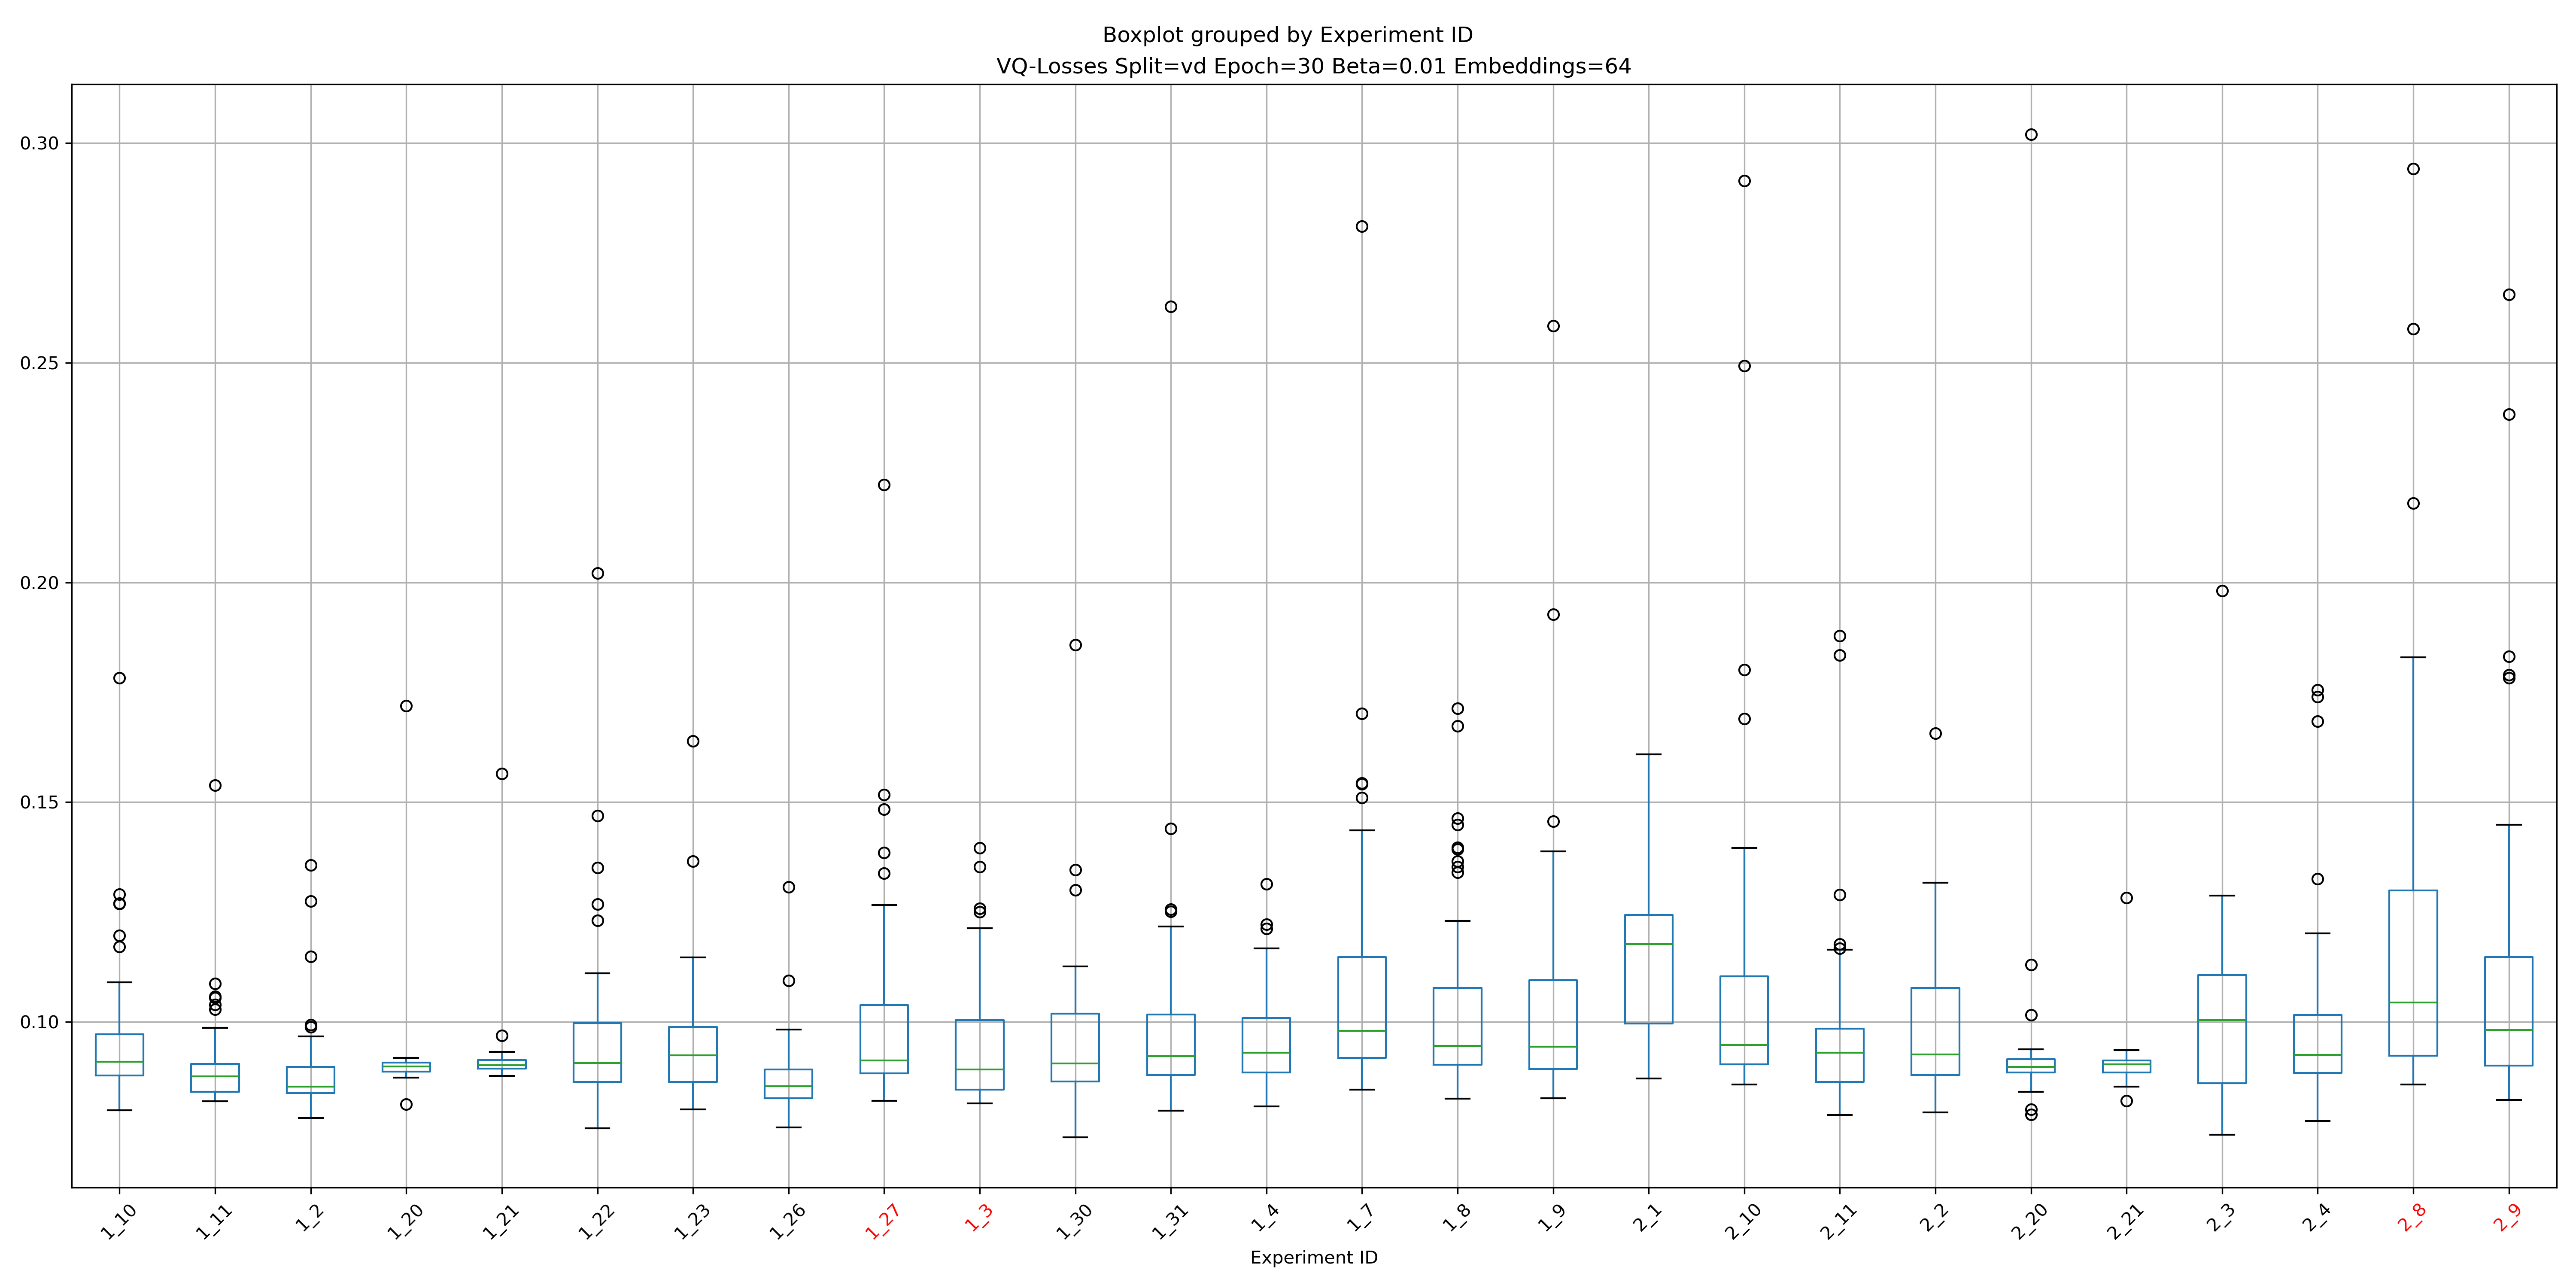 Boxplot grouped by Experiment ID
VQ-Losses Split=vd Epoch=30 Beta=0.01 Embeddings=64
0.30
0.25
0.20
0.15
0.10
1_10 1_11 1_2 1_20 1_21 1_22 1_23 1_26 1_27 1_3 1_30 1_31 1_4 1_7 1_8 1_9 2_1 2_10 2_11 2_2 2_20 2_21 2_3 2_4 2_8 2_9
Experiment ID